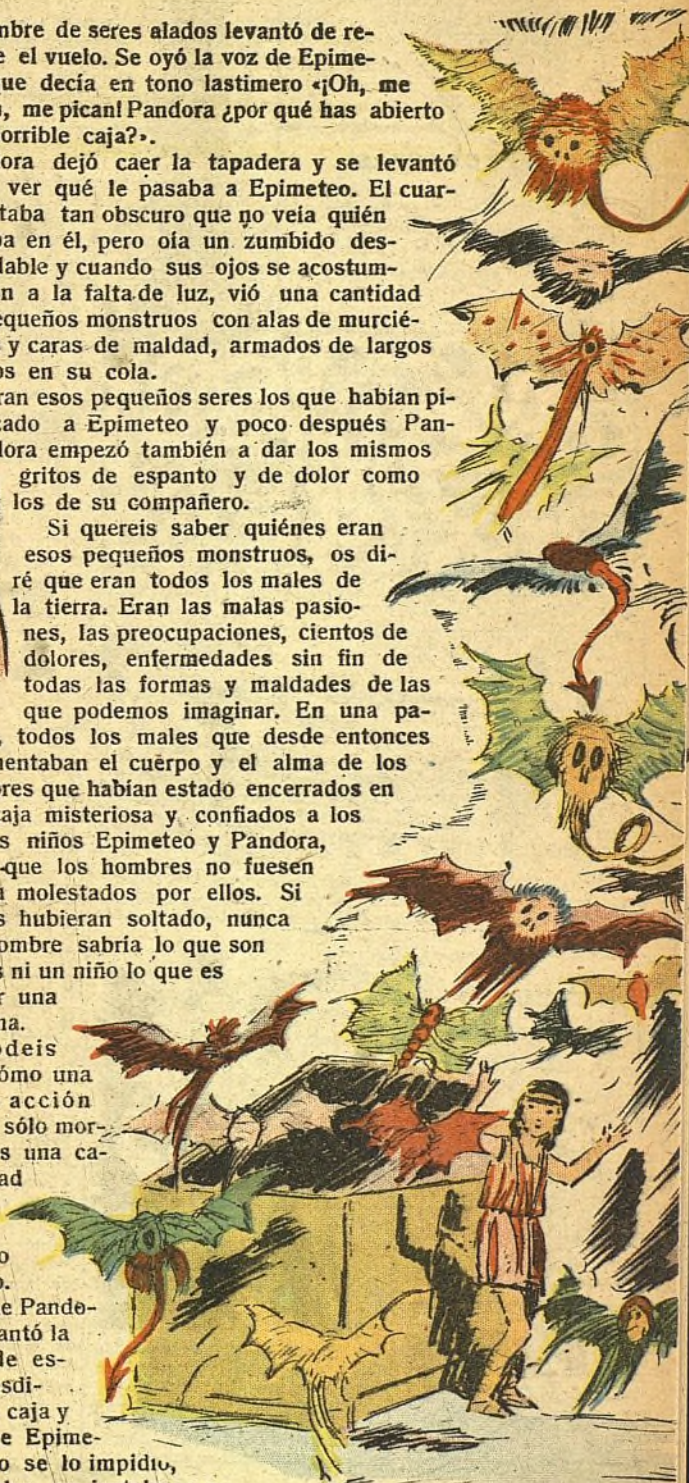 mbre de seres alados levantó de re-
e el vuelo. Se oyó la voz de Epime-
ue decía en tono lastimero «¡Oh, me
, me pican! Pandora ¿por qué has abierto
orrible caja?».
ora dejó caer la tapadera y se levantó
ver qué le pasaba a Epimeteo. El cuar-
taba tan obscuro que no veía quién
ba en él, pero oía un zumbido des-
dable y cuando sus ojos se acostum-
n a la falta de luz, vió una cantidad
equeños monstruos con alas de murcié-
y caras de maldad, armados de largos
os en su cola.
ran esos pequeños seres los que habían pi-
zado a Epimeteo y poco después Pan-
dora empezó también a dar los mismos
gritos de espanto y de dolor como
los de su compañero.
Si quereis saber quiénes eran
esos pequeños monstruos, os di-
ré que eran todos los males de
la tierra. Eran las malas pasio-
nes, las preocupaciones, cientos de
dolores, enfermedades sin fin de
todas las formas y maldades de las
que podemos imaginar. En una pa-
, todos los males que desde entonces
mentaban el cuerpo y el alma de los
bres que habían estado encerrados en
caja misteriosa y confiados a los
s niños Epimeteo y Pandora,
que los hombres no fuesen
a molestados por ellos. Si
s hubieran soltado, nunca
ombre sabría lo que son
s ni un niño lo que es
r una
na.
odeis
ómo una
acción
sólo mor-
s una ca-
ad
o
o.
e Pando-
antó la
de es-
sdi-
caja y
e Epime-
o se lo impidio,